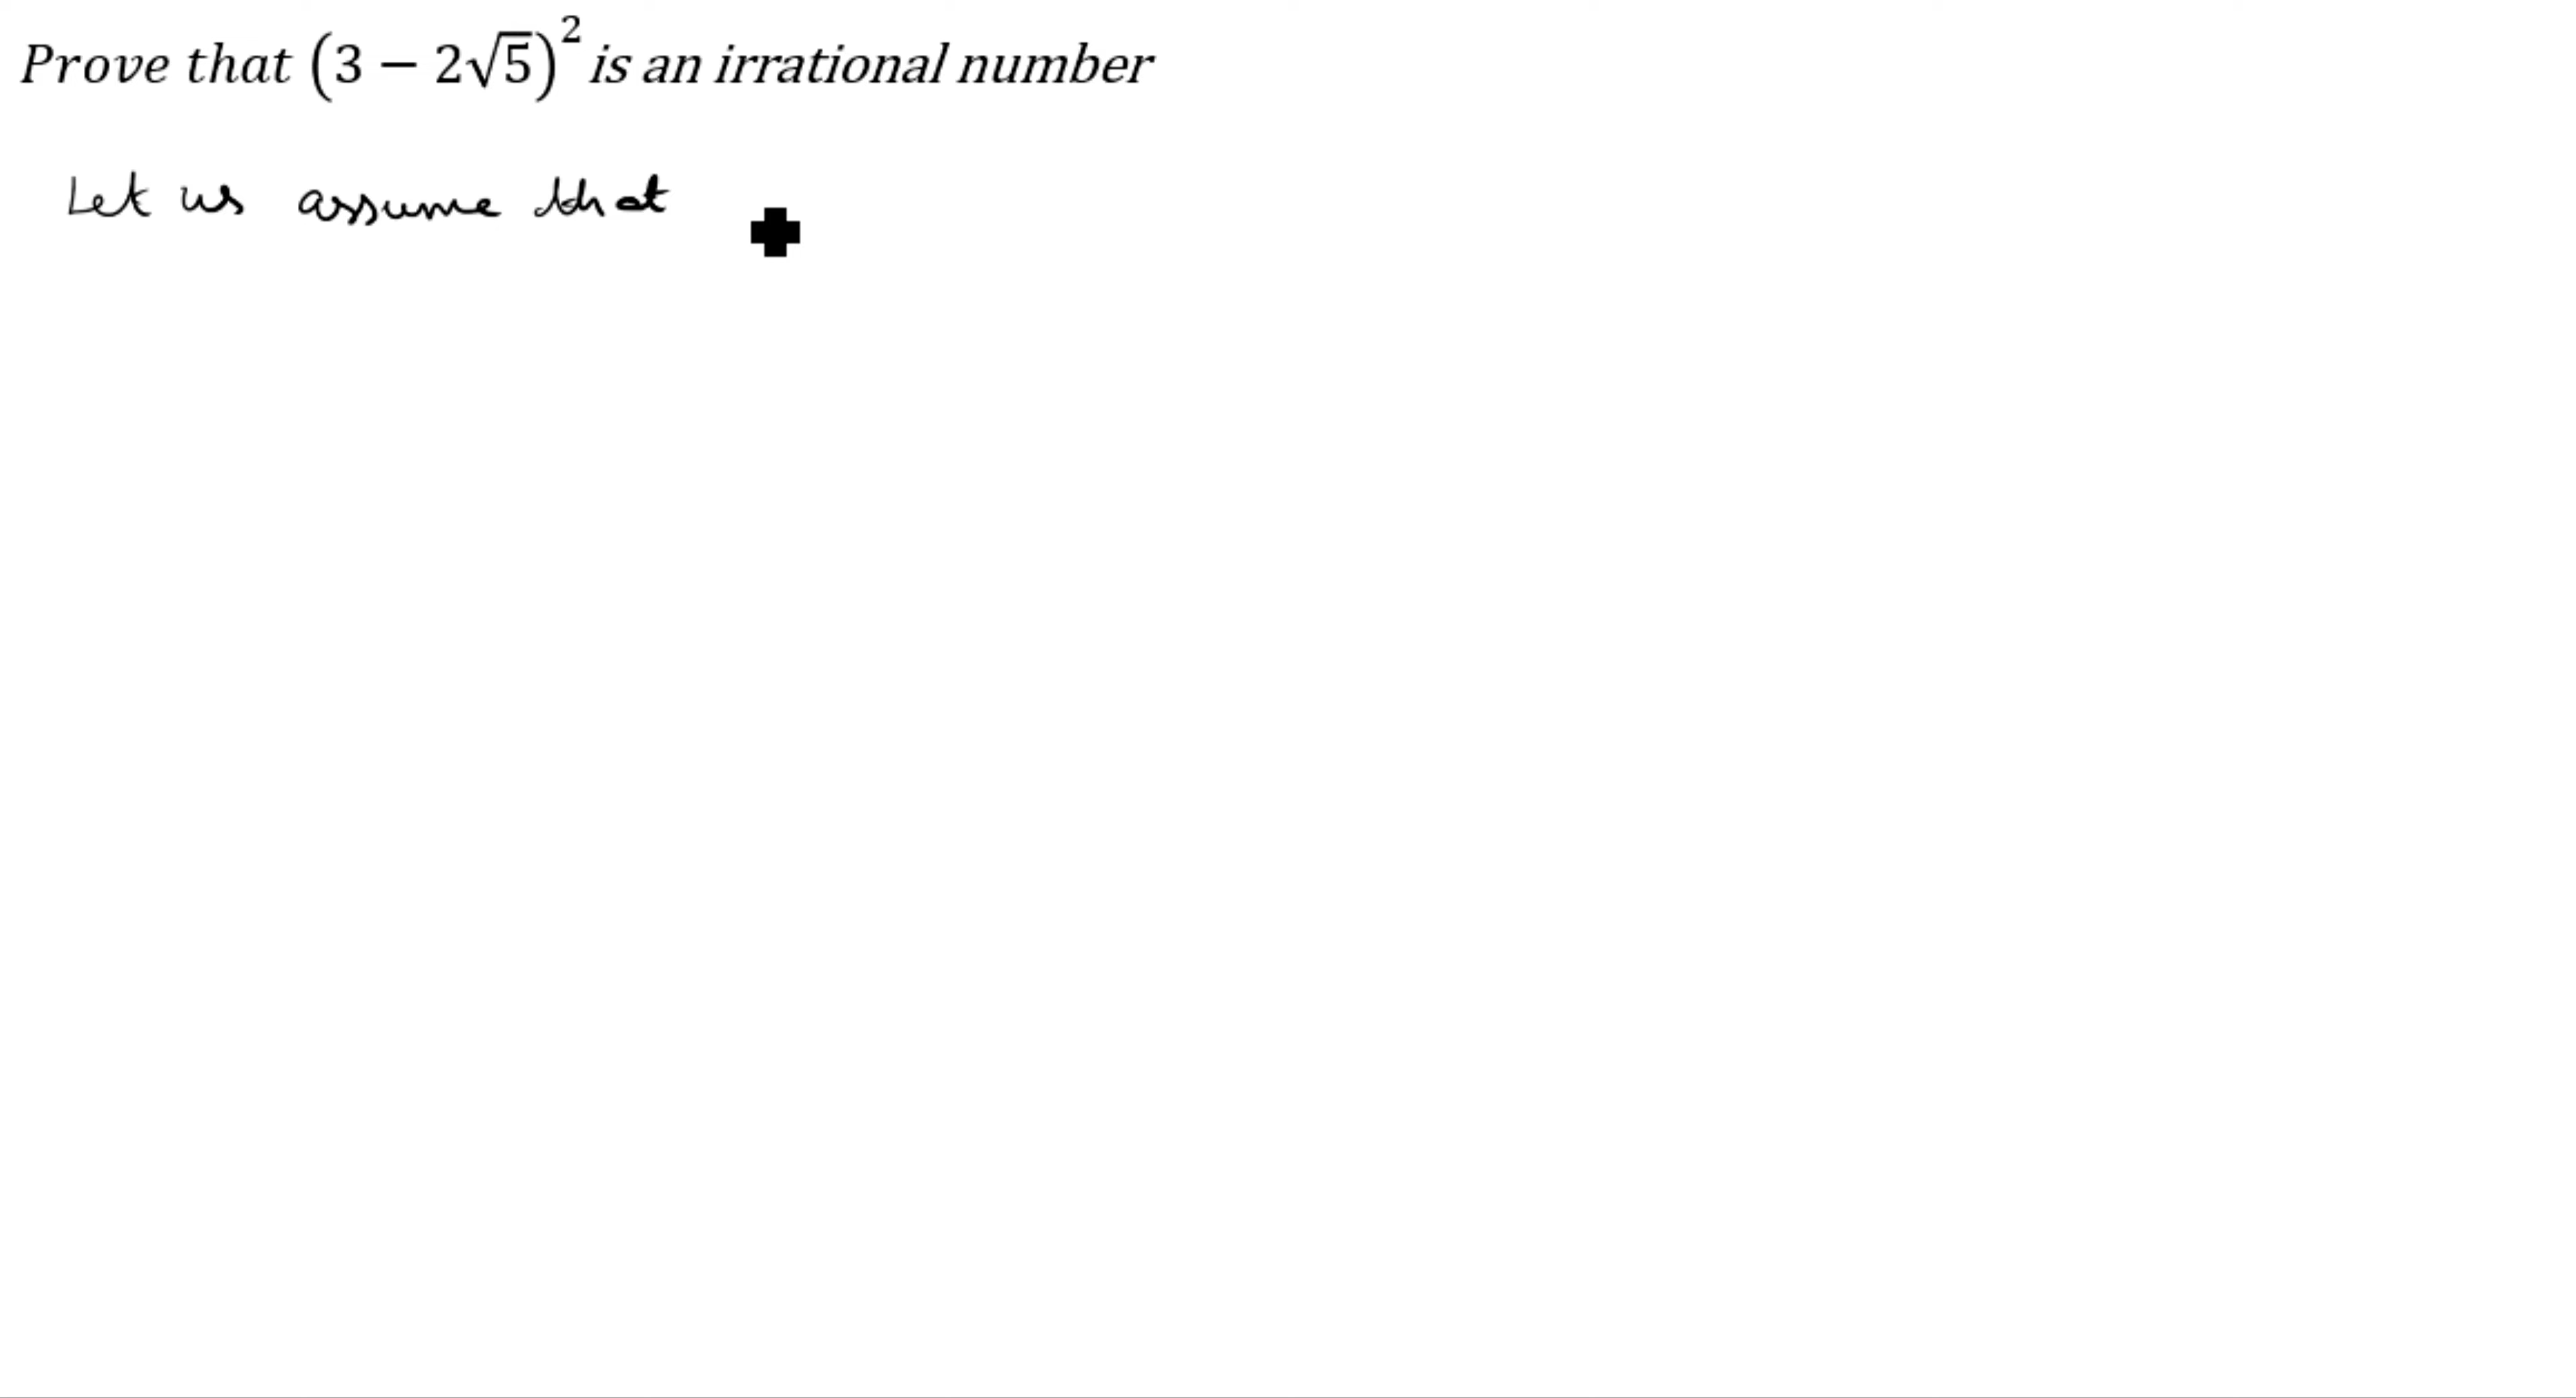 Prove that (3 − 2√5)² is an irrational number
Let us assume that